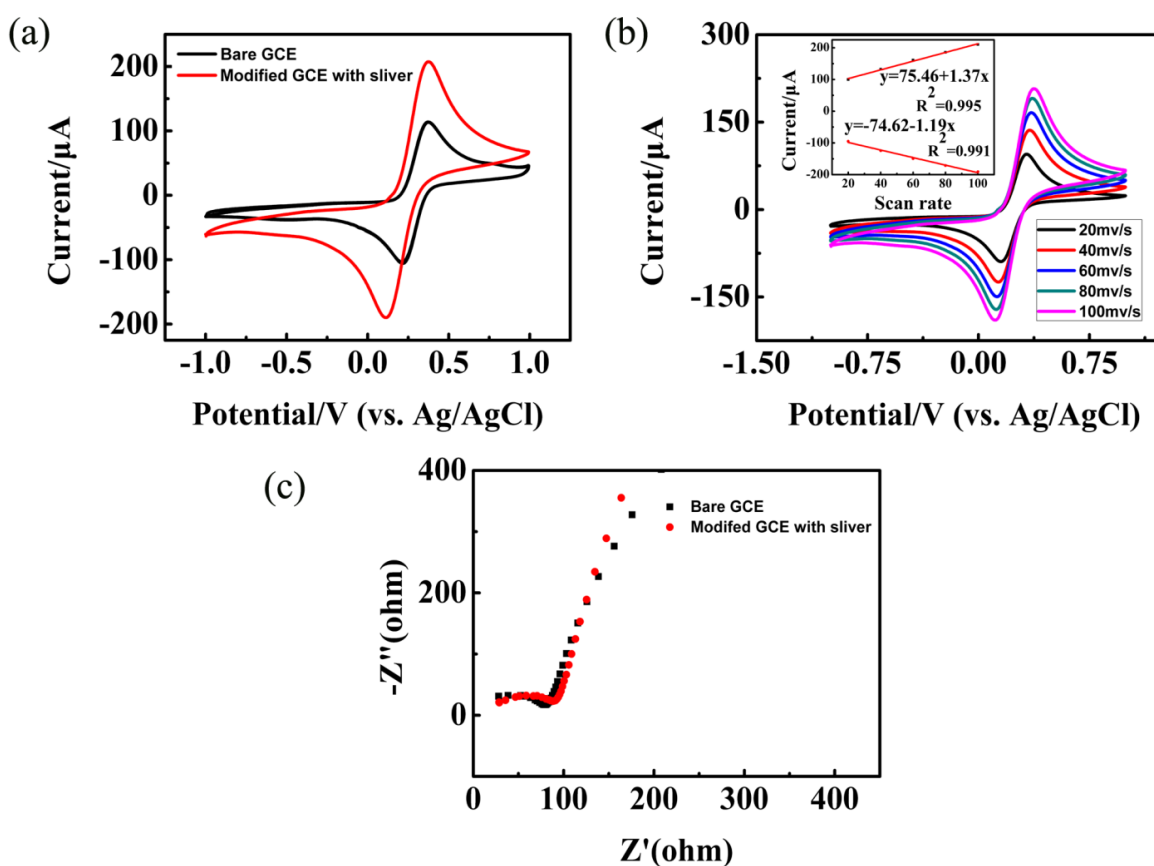 (a)
Bare GCE
Modified GCE with sliver
200
100
0
-100
-200
Current/μA
-1.0
-0.5
0.0
0.5
1.0
Potential/V (vs. Ag/AgCl)
(b)
300
150
0
-150
-300
Current/μA
200
100
0
-100
-200
Current/μA
y=75.46+1.37x
R2=0.995
y=-74.62-1.19x
R2=0.991
20 40 60 80 100
Scan rate
20mv/s
40mv/s
60mv/s
80mv/s
100mv/s
-1.50
-0.75
0.00
0.75
Potential/V (vs. Ag/AgCl)
(c)
400
200
0
-Z''(ohm)
Bare GCE
Modifed GCE with sliver
0
100
200
300
400
Z'(ohm)